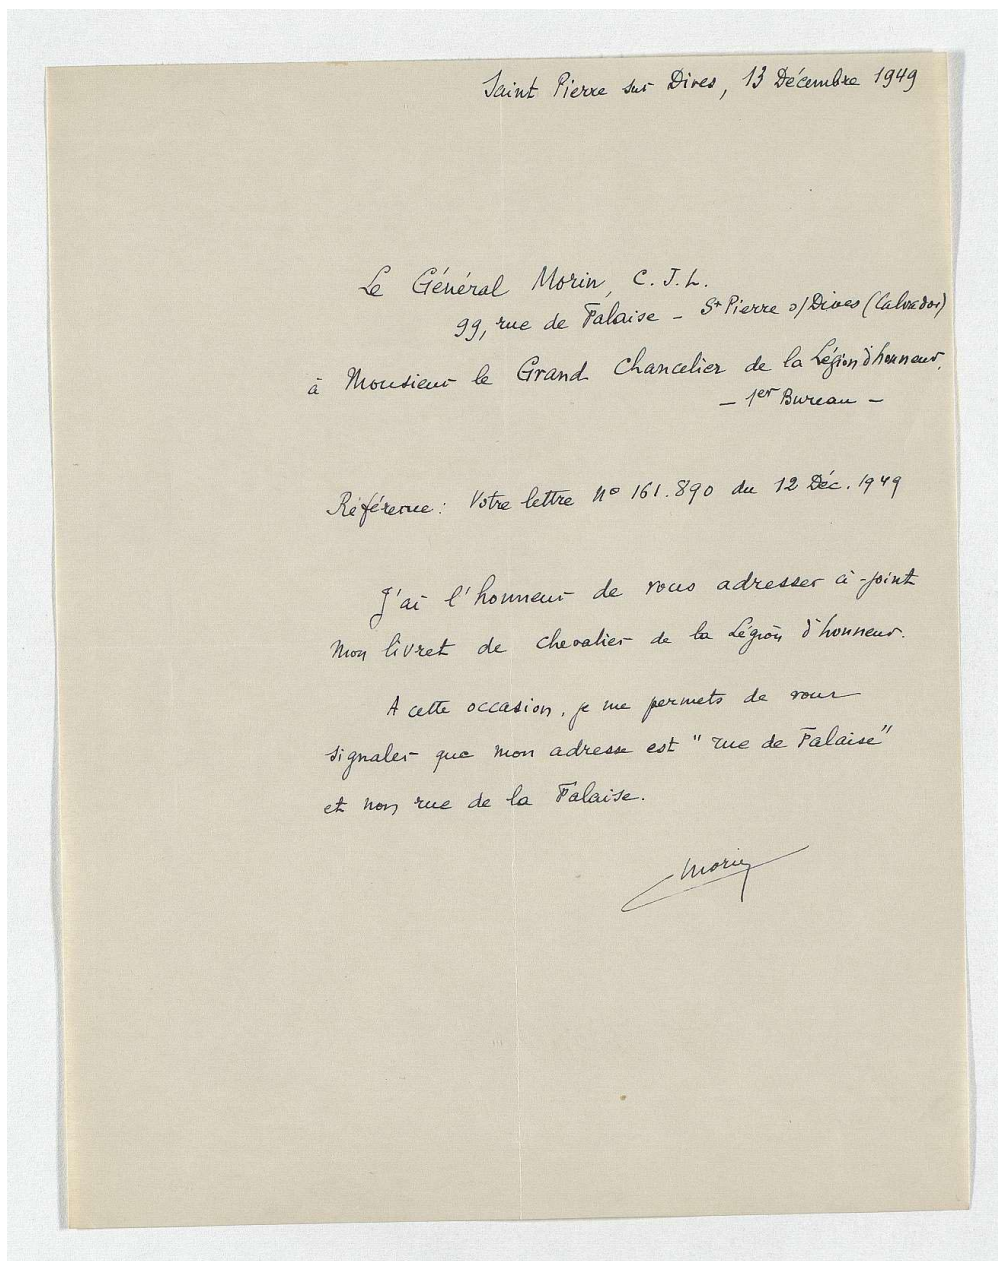 Saint Pierre sur Dives, 13 Décembre 1949
Le Général Morin, C. J. L.
99, rue de Falaise - St Pierre s/Dives (Calvados)
à Monsieur le Grand Chancelier de la Légion d'honneur.
- 1er Bureau -
Référence : Votre lettre No 161.890 du 12 Déc. 1949
J'ai l'honneur de vous adresser ci-joint
mon livret de chevalier de la Légion d'honneur.
A cette occasion, je me permets de vous
signaler que mon adresse est "rue de Falaise"
et non rue de la Falaise.
Morin